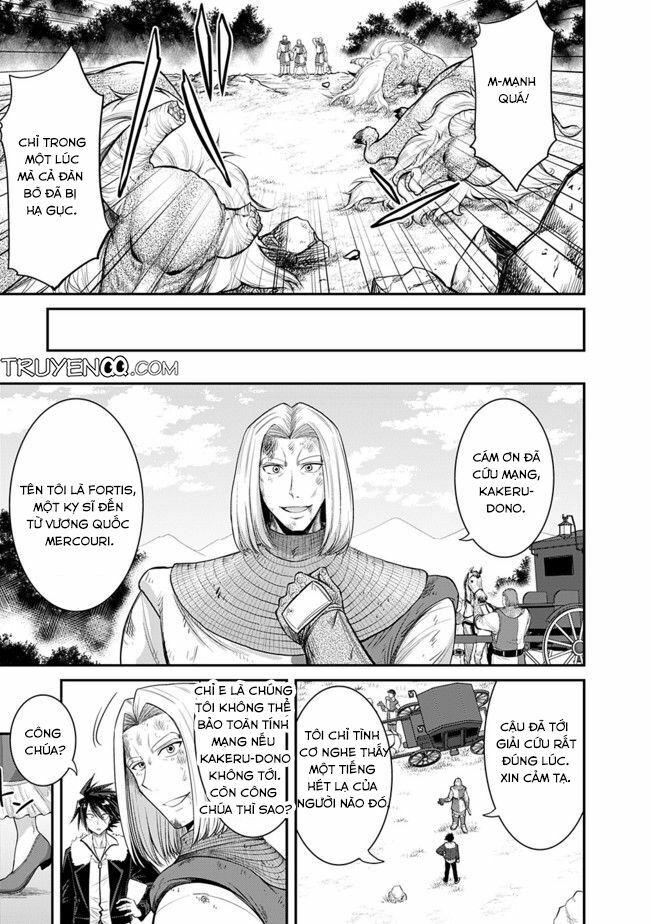 M-MẠNH
QUÁ!
CHỈ TRONG
MỘT LÚC
MÃ CẢ ĐÀN
BÒ ĐÃ BỊ
HẠ GỤC.
TRUYENQQ.COM
CÁM ƠN ĐÃ
CỨU MẠNG,
KAKERU-
DONO.
TÊN TÔI LÀ FORTIS,
MỘT KỴ SĨ ĐẾN
TỪ VƯƠNG QUỐC
MERCOURI.
CẬU ĐÃ TỚI
GIẢI CỨU RẤT
ĐÚNG LÚC.
XIN CẢM TẠ.
TÔI CHỈ TÌNH
CƠ NGHE THẤY
MỘT TIẾNG
HÉT LẠ CỦA
NGƯỜI NÀO ĐÓ.
CHỈ E LÀ CHÚNG
TÔI KHÔNG THỂ
BẢO TOÀN TÍNH
MẠNG NẾU
KAKERU-DONO
KHÔNG TỚI.
CÒN CÔNG
CHÚA THÌ SAO?
CÔNG
CHÚA?